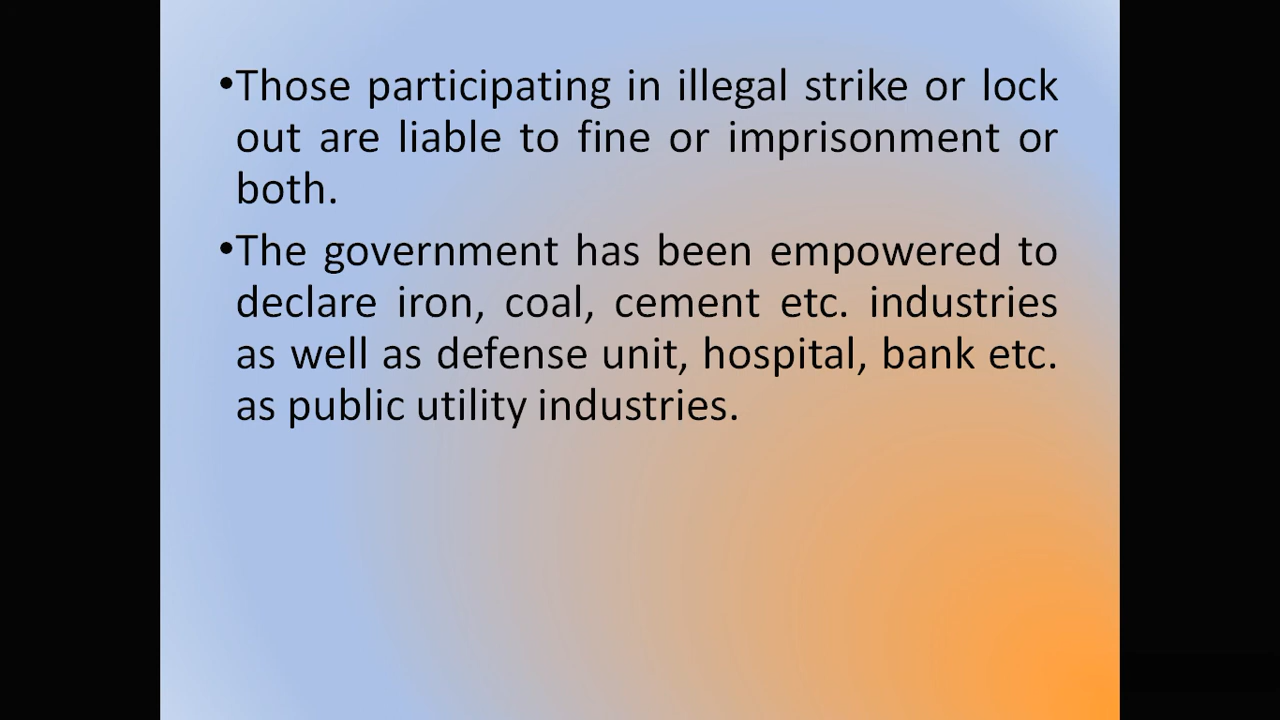 •Those participating in illegal strike or lock
out are liable to fine or imprisonment or
both.
•The government has been empowered to
declare iron, coal, cement etc. industries
as well as defense unit, hospital, bank etc.
as public utility industries.